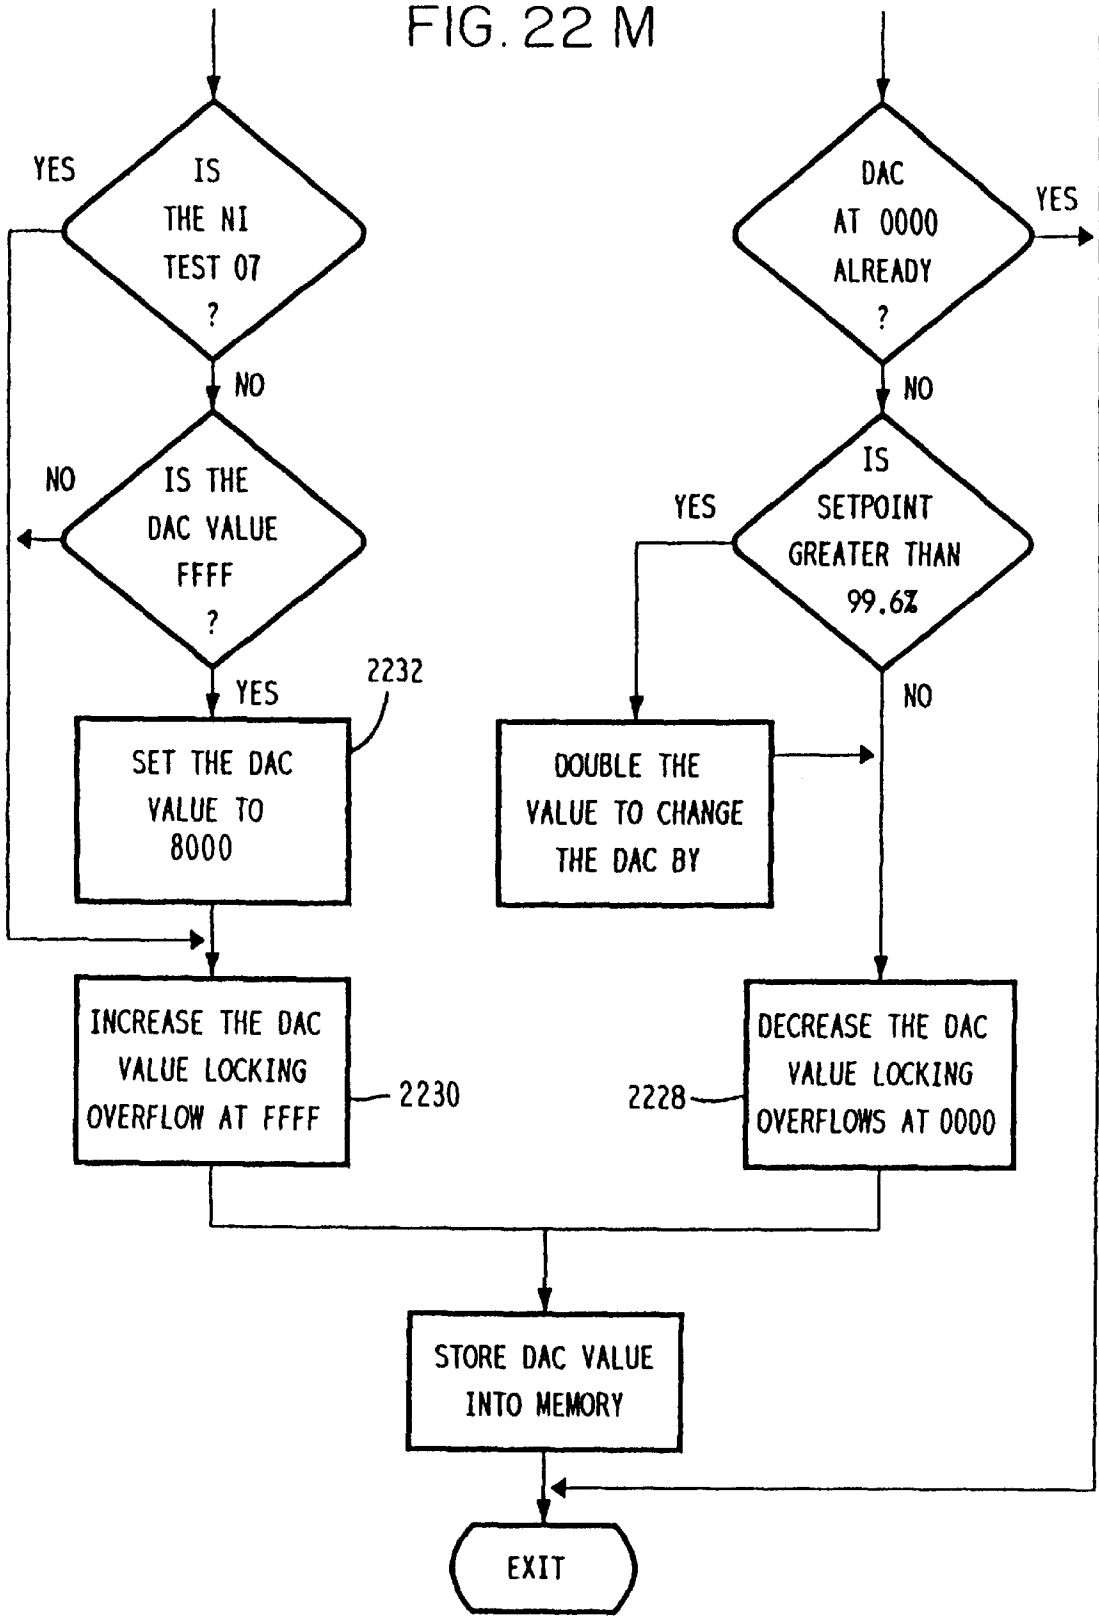 FIG. 22 M
YES
IS
THE NI
TEST 07
?
NO
NO
IS THE
DAC VALUE
FFFF
?
YES
2232
SET THE DAC
VALUE TO
8000
INCREASE THE DAC
VALUE LOCKING
OVERFLOW AT FFFF
2230
DAC
AT 0000
ALREADY
?
YES
NO
IS
SETPOINT
GREATER THAN
99.6%
YES
NO
DOUBLE THE
VALUE TO CHANGE
THE DAC BY
DECREASE THE DAC
VALUE LOCKING
OVERFLOWS AT 0000
2228
STORE DAC VALUE
INTO MEMORY
EXIT